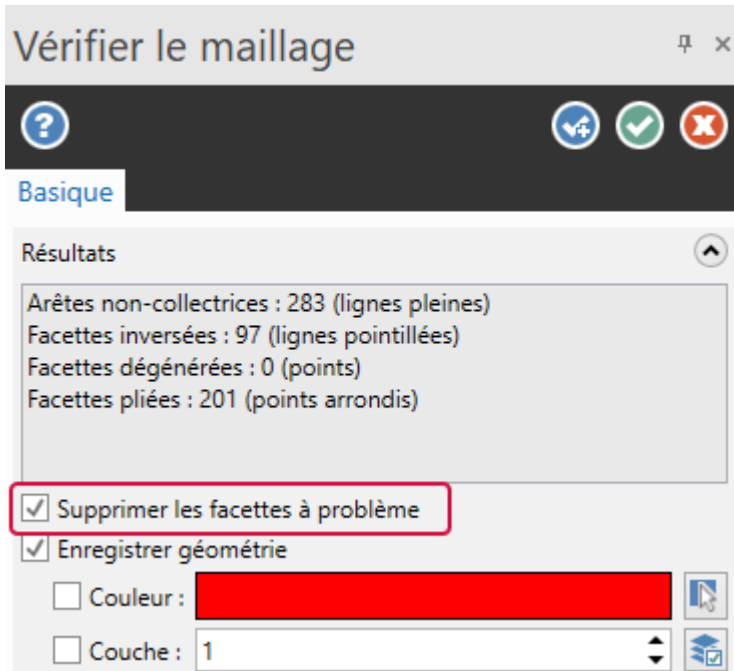 Vérifier le maillage
Basique
Résultats
Arêtes non-collectrices : 283 (lignes pleines)
Facettes inversées : 97 (lignes pointillées)
Facettes dégénérées : 0 (points)
Facettes pliées : 201 (points arrondis)
Supprimer les facettes à problème
Enregistrer géométrie
Couleur :
Couche : 1